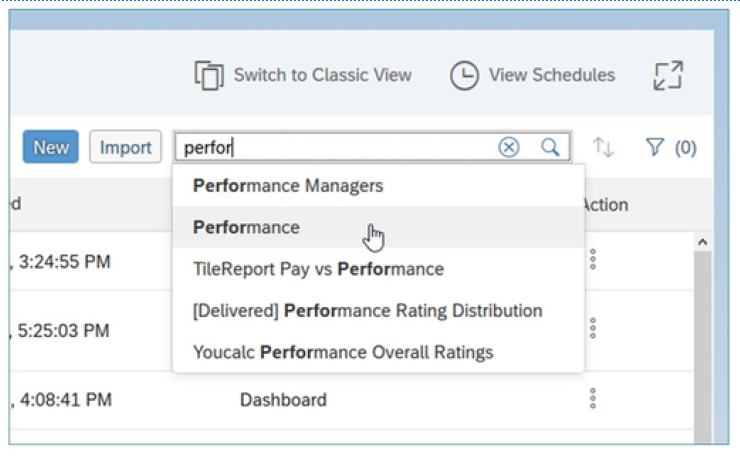 Switch to Classic View View Schedules
New Import perfor (0)
d Action
Performance Managers
Performance
, 3:24:55 PM
TileReport Pay vs Performance
[Delivered] Performance Rating Distribution
, 5:25:03 PM
Youcalc Performance Overall Ratings
, 4:08:41 PM Dashboard